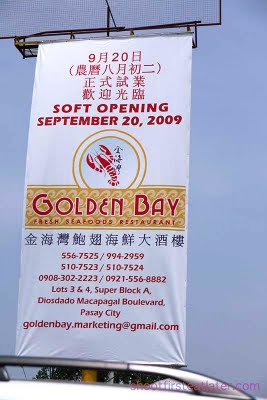 9月20日
(農曆八月初二)
正式試業
歡迎光臨
SOFT OPENING
SEPTEMBER 20, 2009
金海灣
GOLDEN BAY
FRESH SEAFOODS RESTAURANT
金海灣鮑翅海鮮大酒樓
556-7525 / 994-2959
510-7523 / 510-7524
0908-302-2223 / 0921-556-8882
Lots 3 & 4, Super Block A,
Diosdado Macapagal Boulevard,
Pasay City
goldenbay.marketing@gmail.com
shootfirsteatlater.com